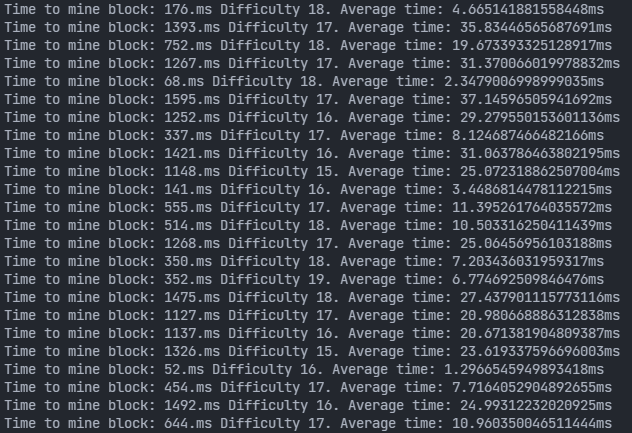 Time to mine block: 176.ms Difficulty 18. Average time: 4.665141881558448ms
Time to mine block: 1393.ms Difficulty 17. Average time: 35.83446565687691ms
Time to mine block: 752.ms Difficulty 18. Average time: 19.673393325128917ms
Time to mine block: 1267.ms Difficulty 17. Average time: 31.370066019978832ms
Time to mine block: 68.ms Difficulty 18. Average time: 2.3479006998999035ms
Time to mine block: 1595.ms Difficulty 17. Average time: 37.14596505941692ms
Time to mine block: 1252.ms Difficulty 16. Average time: 29.279550153601136ms
Time to mine block: 337.ms Difficulty 17. Average time: 8.124687466482166ms
Time to mine block: 1421.ms Difficulty 16. Average time: 31.063786463802195ms
Time to mine block: 1148.ms Difficulty 15. Average time: 25.072318862507004ms
Time to mine block: 141.ms Difficulty 16. Average time: 3.4486814478112215ms
Time to mine block: 555.ms Difficulty 17. Average time: 11.395261764035572ms
Time to mine block: 514.ms Difficulty 18. Average time: 10.503316250411439ms
Time to mine block: 1268.ms Difficulty 17. Average time: 25.06456956103188ms
Time to mine block: 350.ms Difficulty 18. Average time: 7.203436031959317ms
Time to mine block: 352.ms Difficulty 19. Average time: 6.774692509846476ms
Time to mine block: 1475.ms Difficulty 18. Average time: 27.437901115773116ms
Time to mine block: 1127.ms Difficulty 17. Average time: 20.980668886312838ms
Time to mine block: 1137.ms Difficulty 16. Average time: 20.671381904809387ms
Time to mine block: 1326.ms Difficulty 15. Average time: 23.619337596696003ms
Time to mine block: 52.ms Difficulty 16. Average time: 1.2966545949893418ms
Time to mine block: 454.ms Difficulty 17. Average time: 7.7164052904892655ms
Time to mine block: 1492.ms Difficulty 16. Average time: 24.99312232020925ms
Time to mine block: 644.ms Difficulty 17. Average time: 10.960350046511444ms